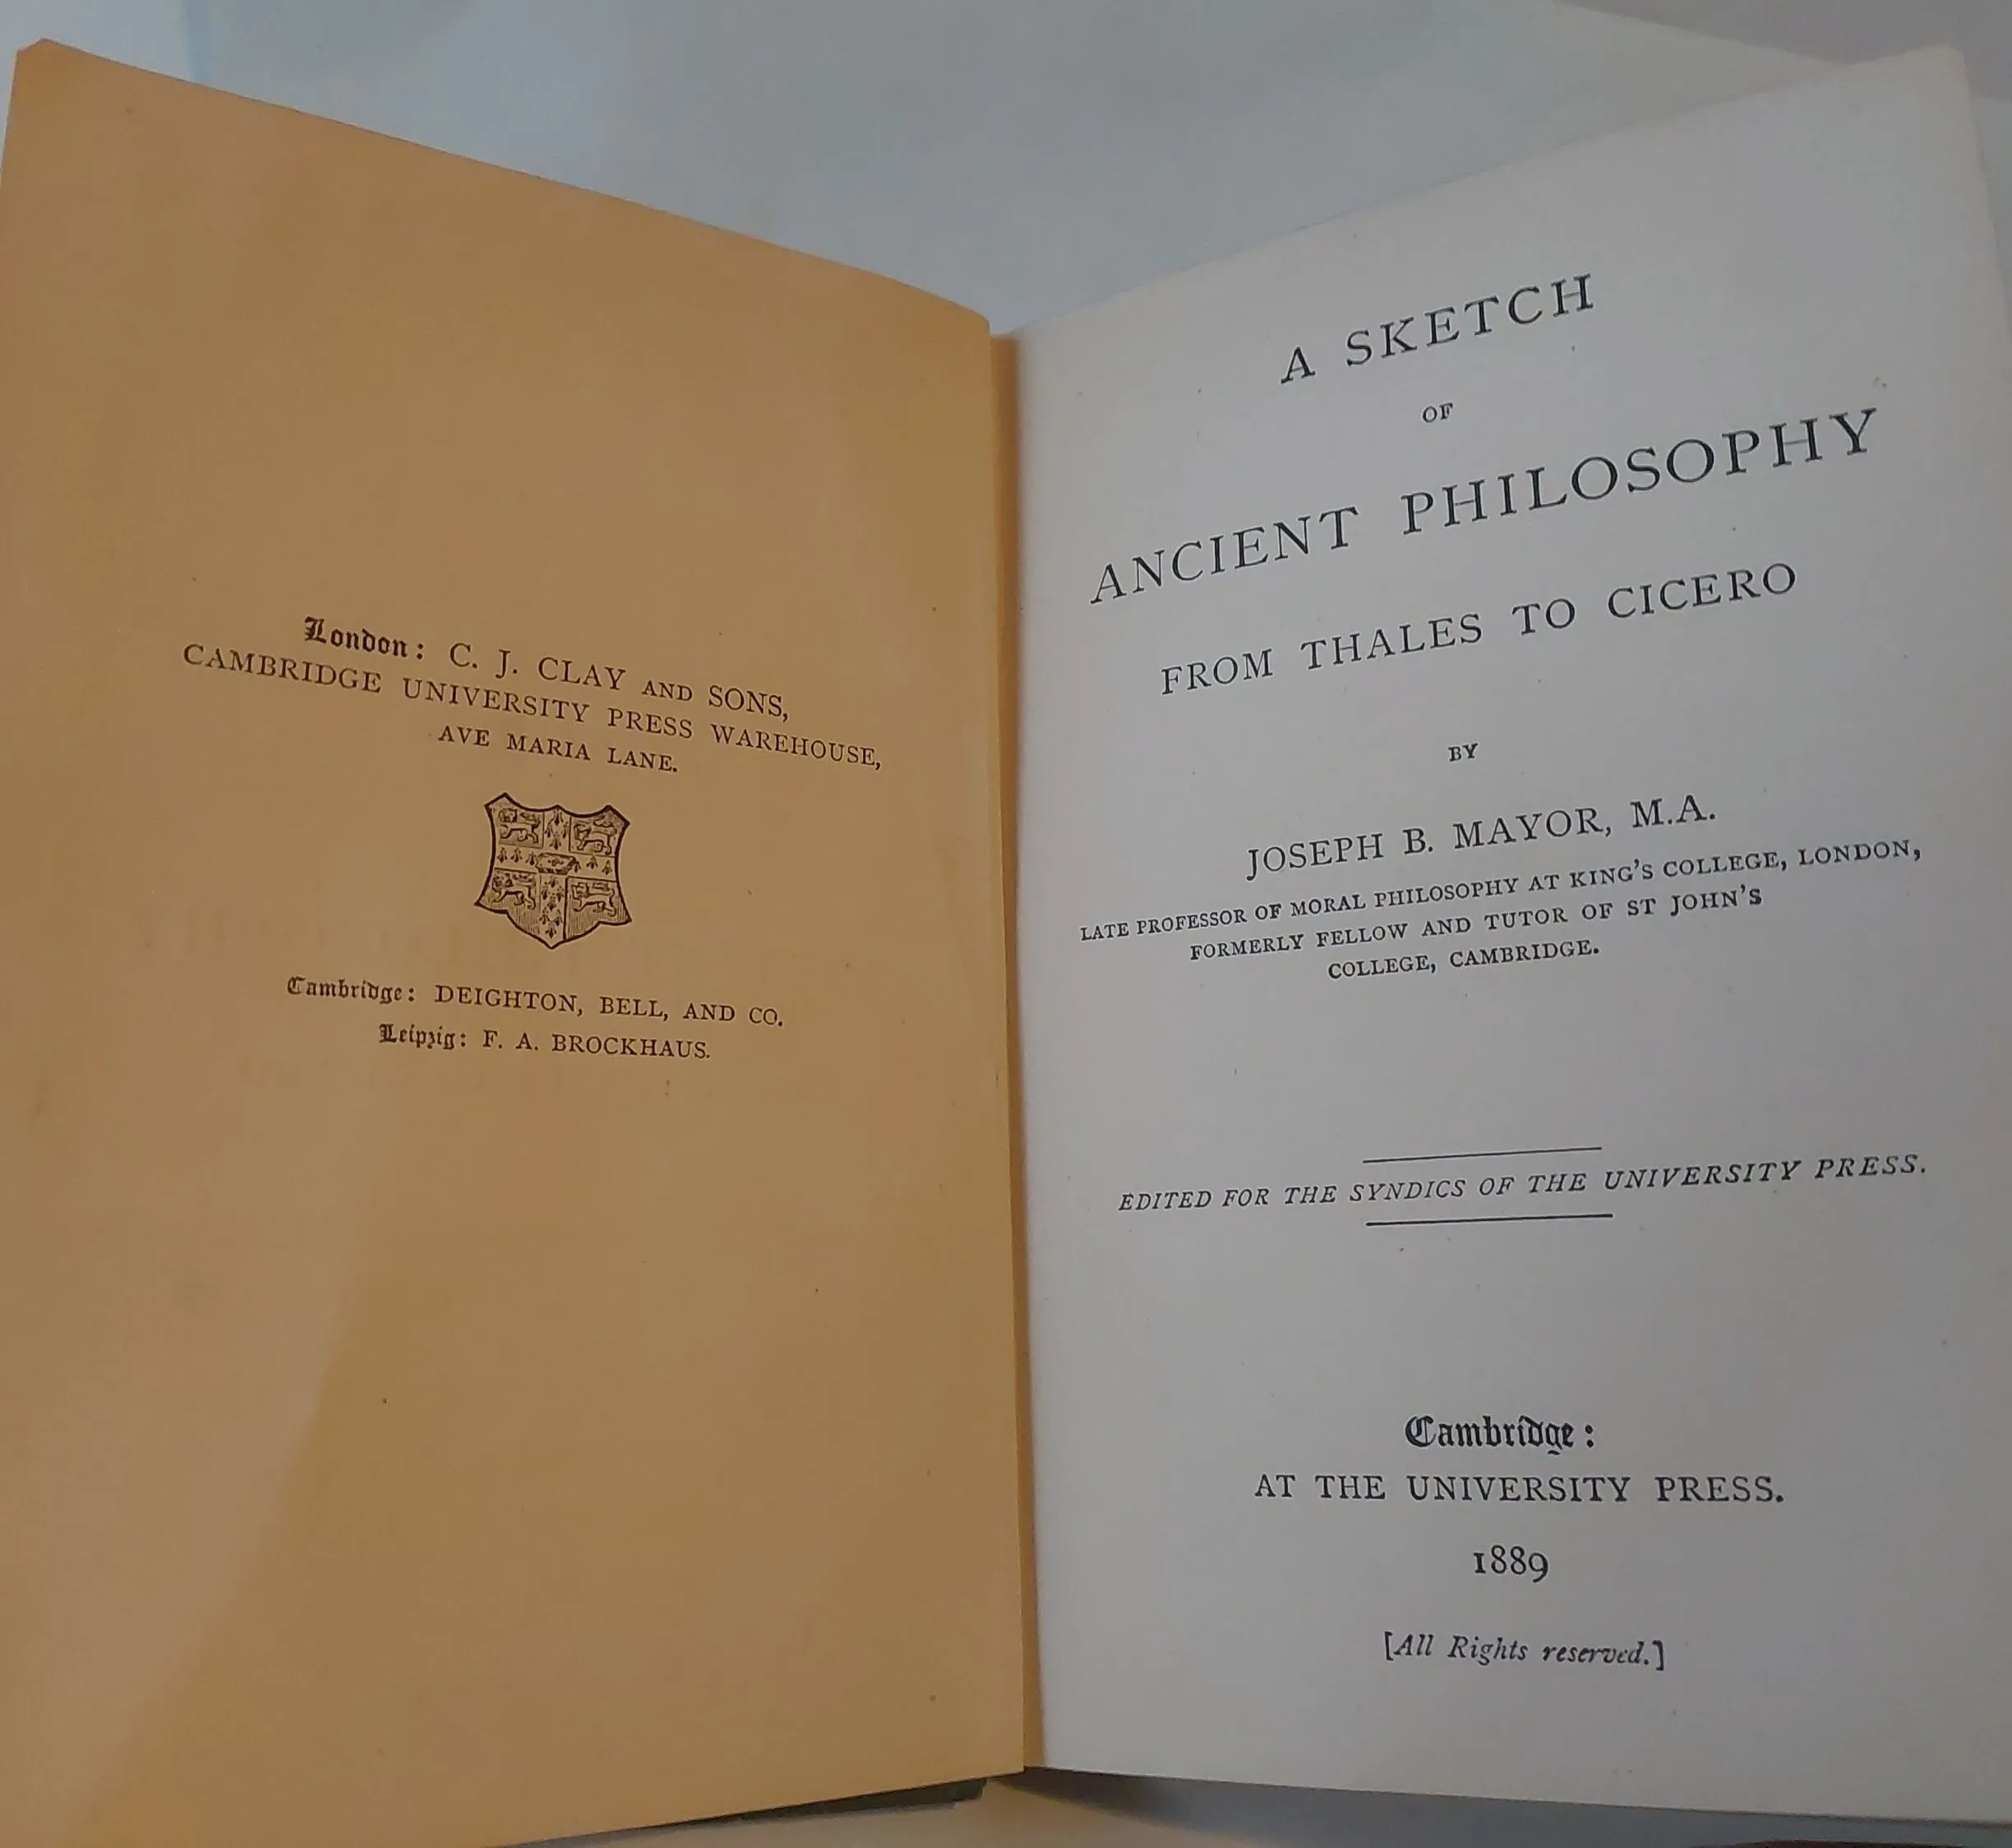 London: C. J. CLAY AND SONS,
CAMBRIDGE UNIVERSITY PRESS WAREHOUSE,
AVE MARIA LANE.
Cambridge: DEIGHTON, BELL, AND CO.
Leipzig: F. A. BROCKHAUS.
A SKETCH
OF
ANCIENT PHILOSOPHY
FROM THALES TO CICERO
BY
JOSEPH B. MAYOR, M.A.
LATE PROFESSOR OF MORAL PHILOSOPHY AT KING'S COLLEGE, LONDON,
FORMERLY FELLOW AND TUTOR OF ST JOHN'S
COLLEGE, CAMBRIDGE.
EDITED FOR THE SYNDICS OF THE UNIVERSITY PRESS.
Cambridge:
AT THE UNIVERSITY PRESS.
1889
[All Rights reserved.]